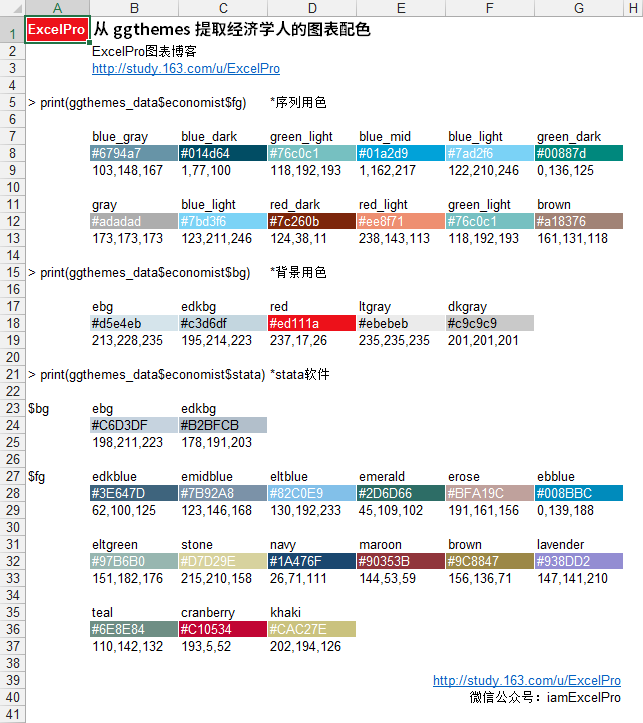 A B C D E F G H
1 ExcelPro 从 ggthemes 提取经济学人的图表配色
2 ExcelPro图表博客
3 http://study.163.com/u/ExcelPro
4
5 > print(ggthemes_data$economist$fg) *序列用色
6
7 blue_gray blue_dark green_light blue_mid blue_light green_dark
8 #6794a7 #014d64 #76c0c1 #01a2d9 #7ad2f6 #00887d
9 103,148,167 1,77,100 118,192,193 1,162,217 122,210,246 0,136,125
10
11 gray blue_light red_dark red_light green_light brown
12 #adadad #7bd3f6 #7c260b #ee8f71 #76c0c1 #a18376
13 173,173,173 123,211,246 124,38,11 238,143,113 118,192,193 161,131,118
14
15 > print(ggthemes_data$economist$bg) *背景用色
16
17 ebg edkbg red ltgray dkgray
18 #d5e4eb #c3d6df #ed111a #ebebeb #c9c9c9
19 213,228,235 195,214,223 237,17,26 235,235,235 201,201,201
20
21 > print(ggthemes_data$economist$stata) *stata软件
22
23 $bg ebg edkbg
24 #C6D3DF #B2BFCB
25 198,211,223 178,191,203
26
27 $fg edkblue emidblue eltblue emerald erose ebblue
28 #3E647D #7B92A8 #82C0E9 #2D6D66 #BFA19C #008BBC
29 62,100,125 123,146,168 130,192,233 45,109,102 191,161,156 0,139,188
30
31 eltgreen stone navy maroon brown lavender
32 #97B6B0 #D7D29E #1A476F #90353B #9C8847 #938DD2
33 151,182,176 215,210,158 26,71,111 144,53,59 156,136,71 147,141,210
34
35 teal cranberry khaki
36 #6E8E84 #C10534 #CAC27E
37 110,142,132 193,5,52 202,194,126
38
39 http://study.163.com/u/ExcelPro
40 微信公众号：iamExcelPro
41